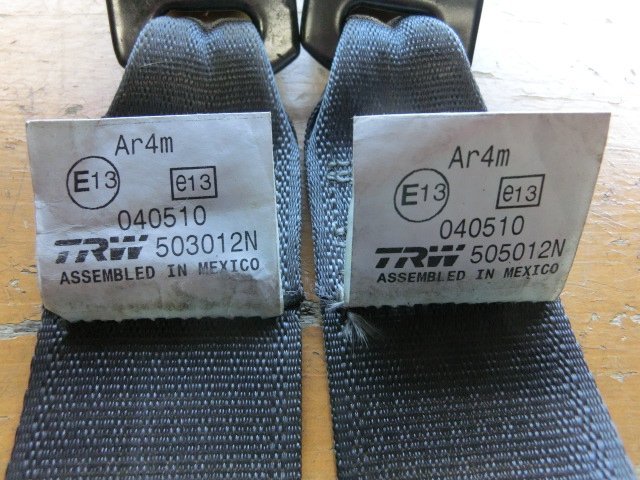 Ar4m
E13 e13
040510
TRW 503012N
ASSEMBLED IN MEXICO
Ar4m
E13 e13
040510
TRW 505012N
ASSEMBLED IN MEXICO